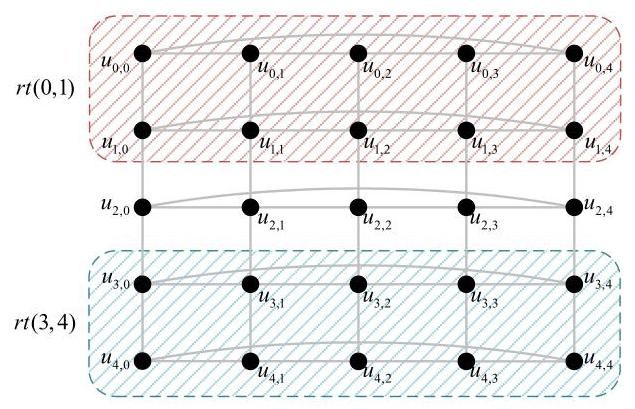 u0,0 u0,1 u0,2 u0,3 u0,4
rt(0,1)
u1,0 u1,1 u1,2 u1,3 u1,4
u2,0 u2,1 u2,2 u2,3 u2,4
u3,0 u3,1 u3,2 u3,3 u3,4
rt(3,4)
u4,0 u4,1 u4,2 u4,3 u4,4